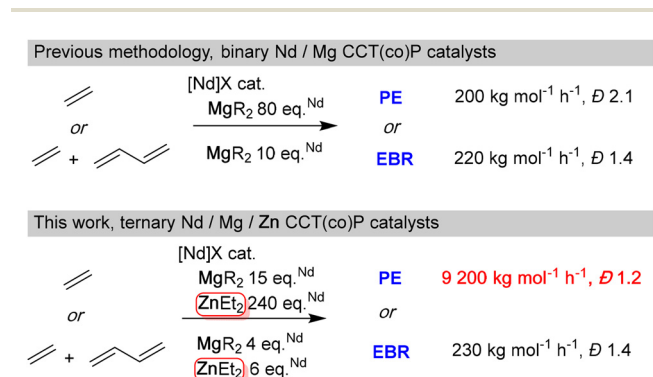 Previous methodology, binary Nd / Mg CCT(co)P catalysts
[Nd]X cat.
MgR2 80 eq.Nd
PE 200 kg mol-1 h-1, Đ 2.1
or
or
+
MgR2 10 eq.Nd
EBR 220 kg mol-1 h-1, Đ 1.4
This work, ternary Nd / Mg / Zn CCT(co)P catalysts
[Nd]X cat.
MgR2 15 eq.Nd
PE 9 200 kg mol-1 h-1, Đ 1.2
ZnEt2 240 eq.Nd
or
or
MgR2 4 eq.Nd
+
EBR 230 kg mol-1 h-1, Đ 1.4
ZnEt2 6 eq.Nd